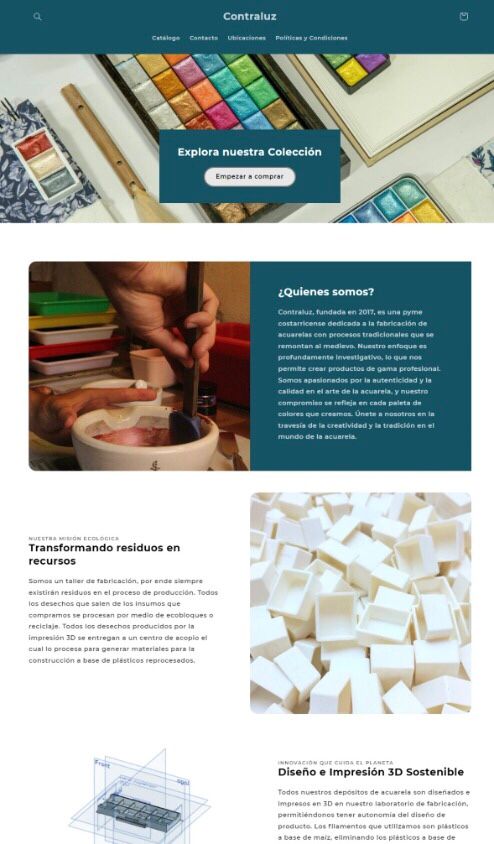 Contraluz
Catálogo Contacto Ubicaciones Políticas y Condiciones
Explora nuestra Colección
Empezar a comprar
¿Quienes somos?
Contraluz, fundada en 2017, es una pyme
costarricense dedicada a la fabricación de
acuarelas con procesos tradicionales que se
remontan al medievo. Nuestro enfoque es
profundamente investigativo, lo que nos
permite crear productos de gama profesional.
Somos apasionados por la autenticidad y la
calidad en el arte de la acuarela, y nuestro
compromiso se refleja en cada paleta de
colores que creamos. Únete a nosotros en la
travesía de la creatividad y la tradición en el
mundo de la acuarela.
NUESTRA MISIÓN ECOLÓGICA
Transformando residuos en
recursos
Somos un taller de fabricación, por ende siempre
existirán residuos en el proceso de producción. Todos
los desechos que salen de los insumos que
compramos se procesan por medio de ecobloques o
reciclaje. Todos los desechos producidos por la
impresión 3D se entregan a un centro de acopio el
cual lo procesa para generar materiales para la
construcción a base de plásticos reprocesados.
Front
INNOVACIÓN QUE CUIDA EL PLANETA
Diseño e Impresión 3D Sostenible
Todos nuestros depósitos de acuarela son diseñados e
impresos en 3D en nuestro laboratorio de fabricación,
permitiéndonos tener autonomía del diseño de
producto. Los filamentos que utilizamos son plásticos
a base de maíz, eliminando los plásticos a base de